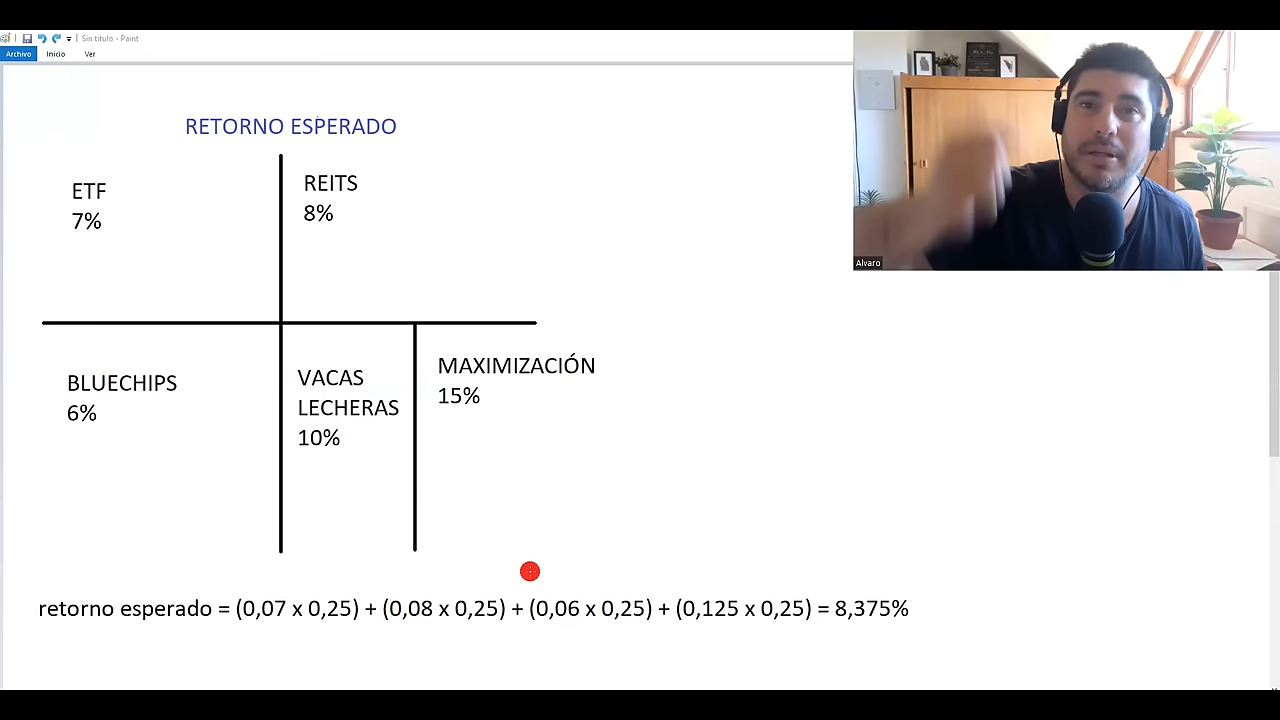 Sin título - Paint
Archivo
Inicio
Ver
RETORNO ESPERADO
ETF
7%
REITS
8%
BLUECHIPS
6%
VACAS
LECHERAS
10%
MAXIMIZACIÓN
15%
retorno esperado = (0,07 x 0,25) + (0,08 x 0,25) + (0,06 x 0,25) + (0,125 x 0,25) = 8,375%
Alvaro